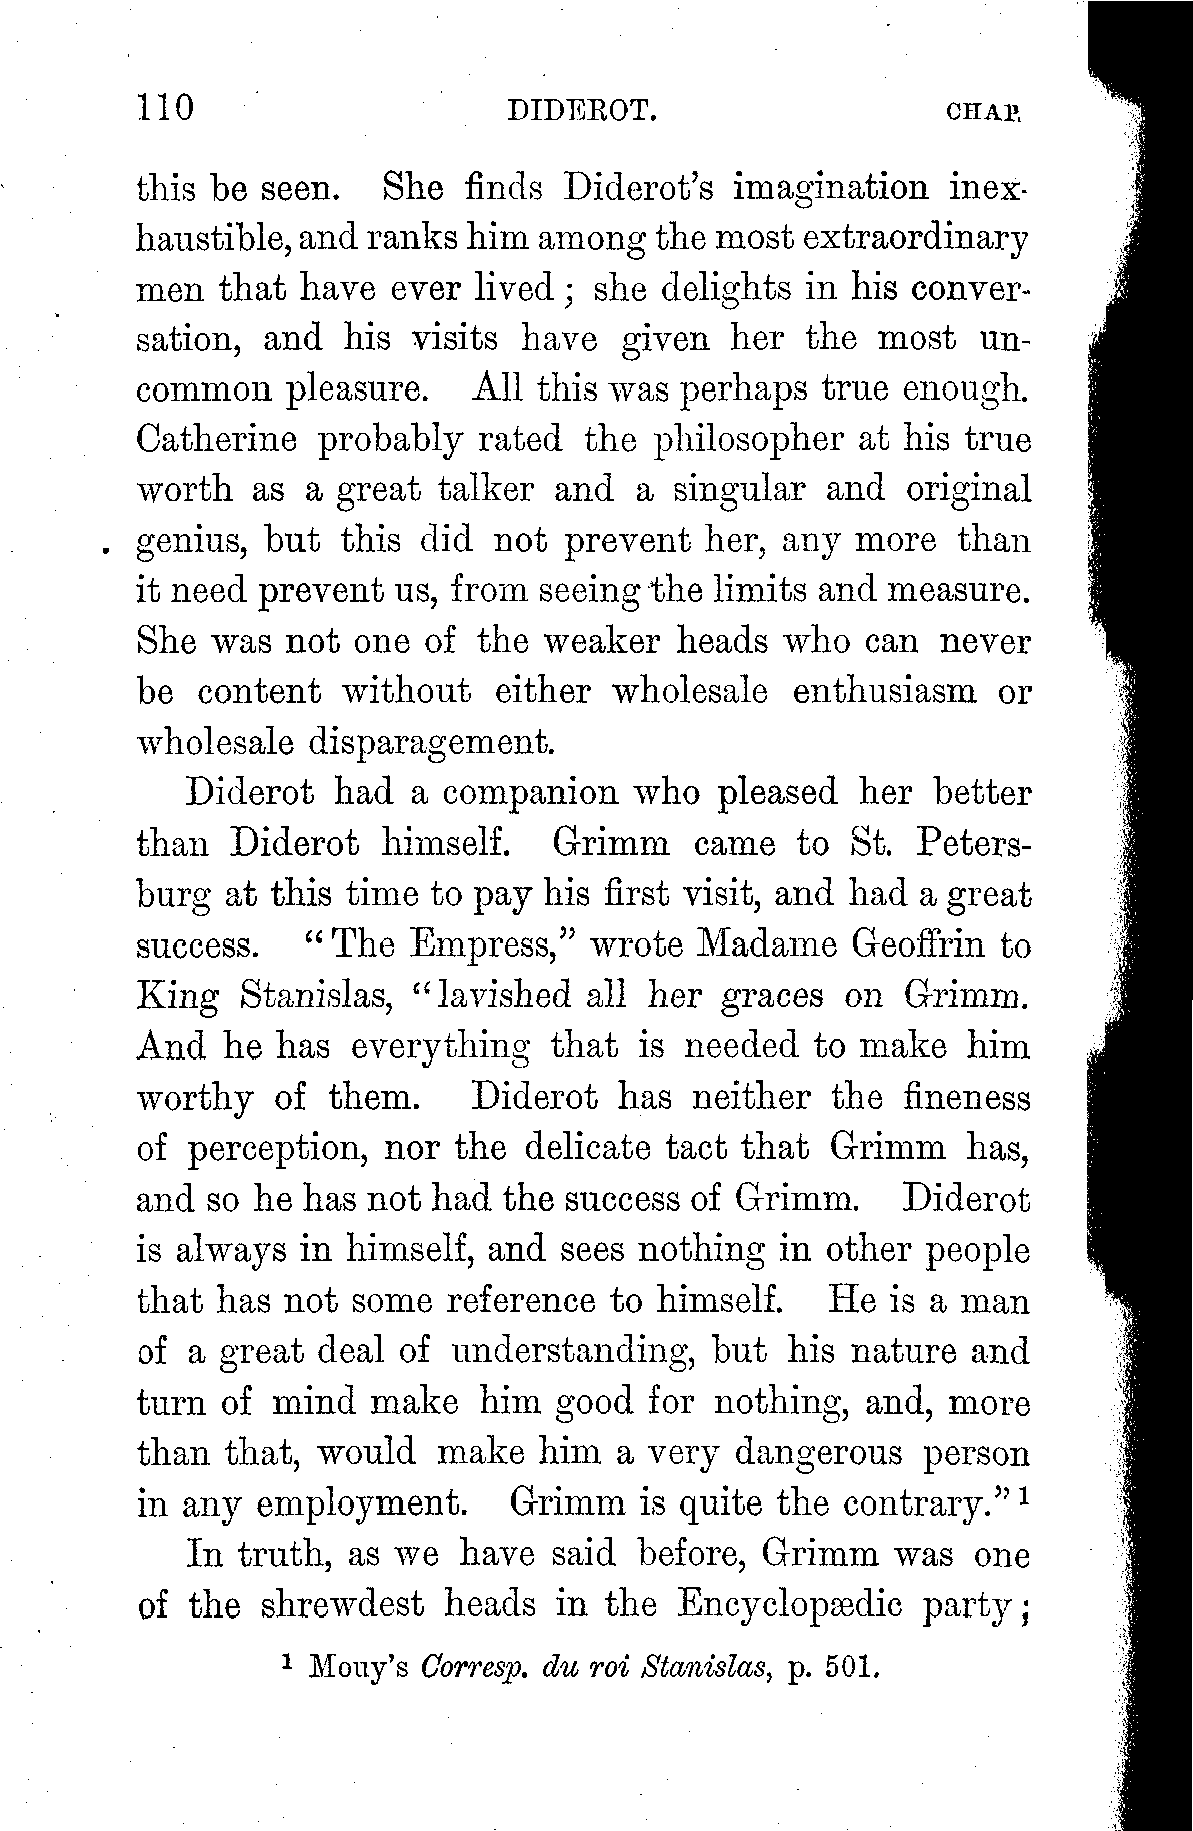 110 DIDEROT. CHAP.
this be seen. She finds Diderot's imagination inex-
haustible, and ranks him among the most extraordinary
men that have ever lived; she delights in his conver-
sation, and his visits have given her the most un-
common pleasure. All this was perhaps true enough.
Catherine probably rated the philosopher at his true
worth as a great talker and a singular and original
genius, but this did not prevent her, any more than
it need prevent us, from seeing the limits and measure.
She was not one of the weaker heads who can never
be content without either wholesale enthusiasm or
wholesale disparagement.
Diderot had a companion who pleased her better
than Diderot himself. Grimm came to St. Peters-
burg at this time to pay his first visit, and had a great
success. "The Empress," wrote Madame Geoffrin to
King Stanislas, "lavished all her graces on Grimm.
And he has everything that is needed to make him
worthy of them. Diderot has neither the fineness
of perception, nor the delicate tact that Grimm has,
and so he has not had the success of Grimm. Diderot
is always in himself, and sees nothing in other people
that has not some reference to himself. He is a man
of a great deal of understanding, but his nature and
turn of mind make him good for nothing, and, more
than that, would make him a very dangerous person
in any employment. Grimm is quite the contrary."¹
In truth, as we have said before, Grimm was one
of the shrewdest heads in the Encyclopædic party;
¹ Mouy's Corresp. du roi Stanislas, p. 501.